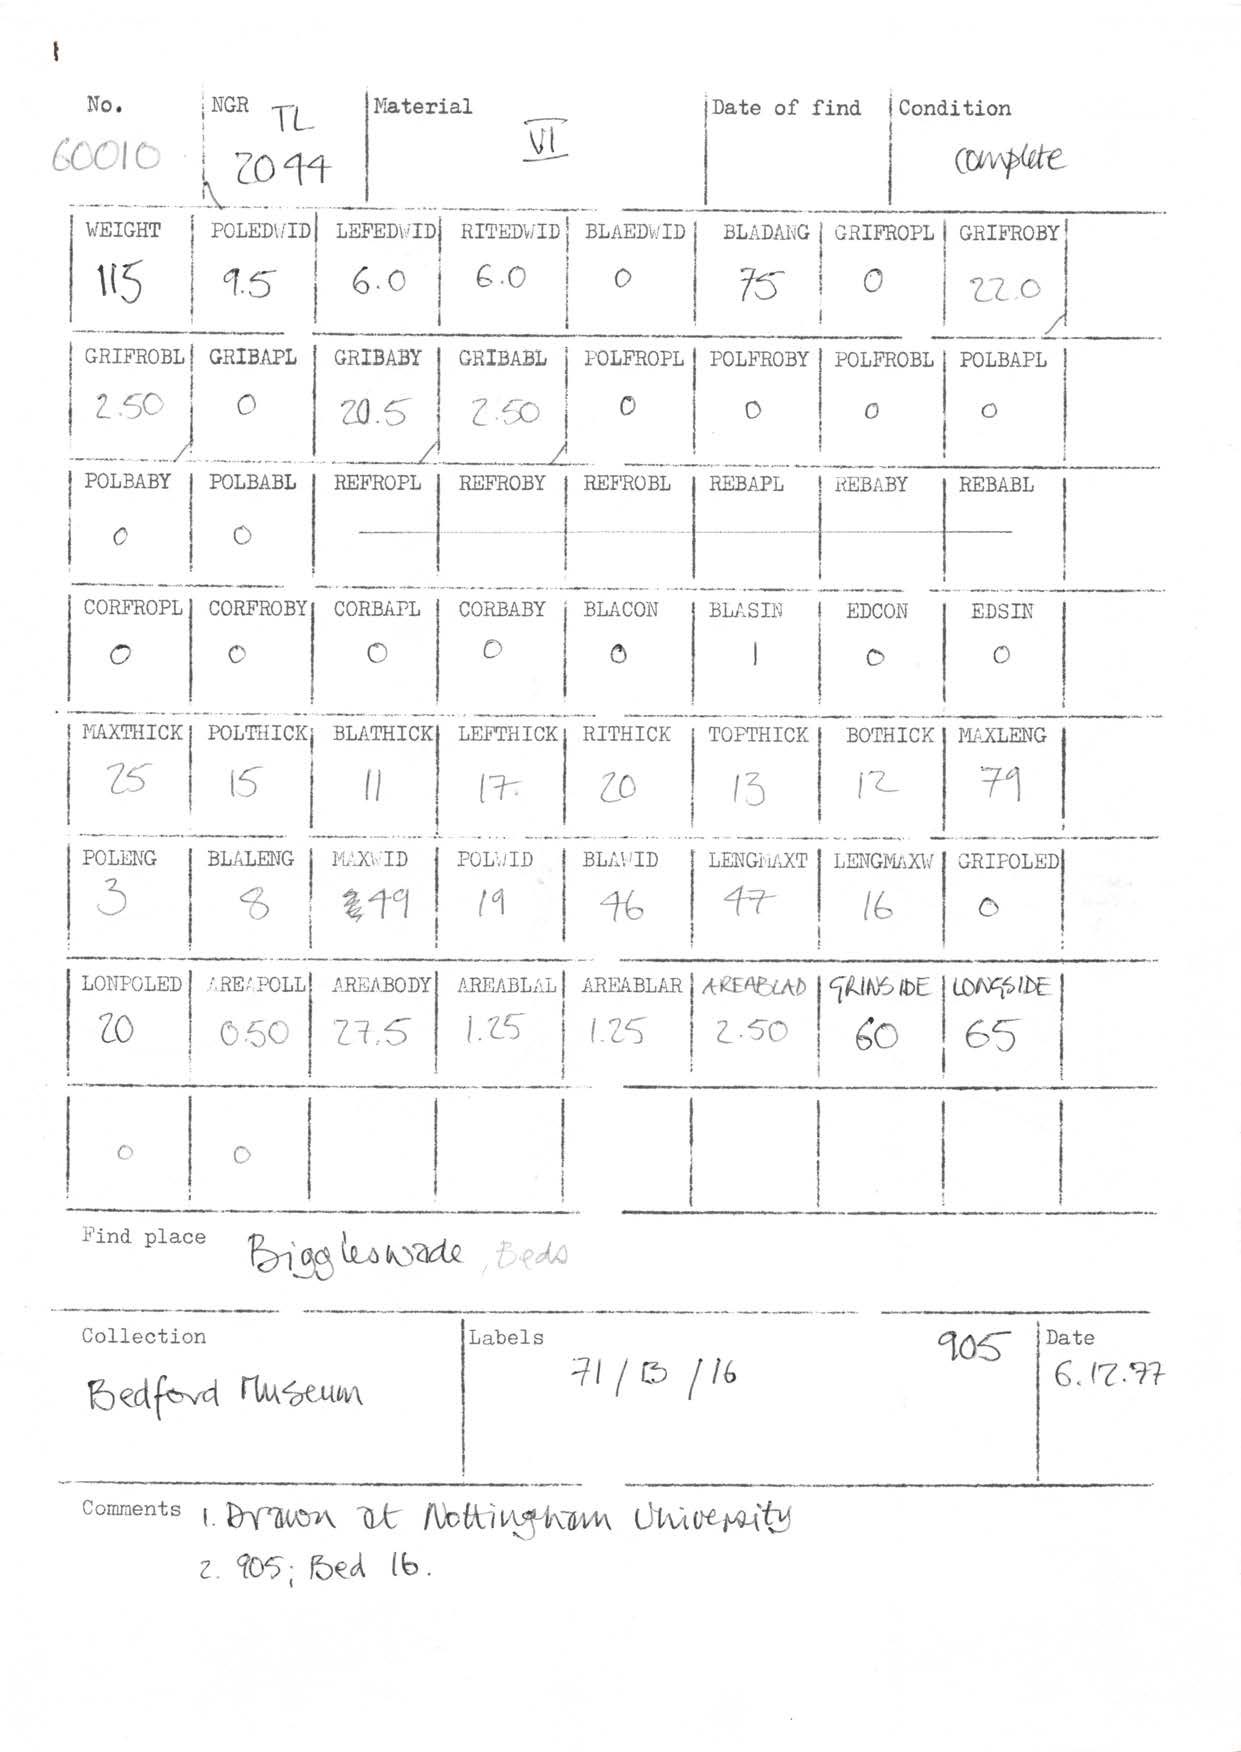 No. NGR TL Material Date of find Condition
60010 2044 VI complete
WEIGHT POLEDWID LEFEDWID RITEDWID BLAEDWID BLADANG GRIFROPL GRIFROBY
115 9.5 6.0 6.0 0 75 0 22.0
GRIFROBL GRIBAPL GRIBABY GRIBABL POLFROPL POLFROBY POLFROBL POLBAPL
2.50 0 20.5 2.50 0 0 0 0
POLBABY POLBABL REFROPL REFROBY REFROBL REBAPL REBABY REBABL
0 0
CORFROPL CORFROBY CORBAPL CORBABY BLACON BLASIN EDCON EDSIN
0 0 0 0 0 1 0 0
MAXTHICK POLTHICK BLATHICK LEFTHICK RITHICK TOPTHICK BOTHICK MAXLENG
25 15 11 17. 20 13 12 79
POLENG BLALENG MAXWID POLWID BLAWID LENGMAXT LENGMAXW GRIPOLED
3 8 49 19 46 47 16 0
LONPOLED AREAPOLL AREABODY AREABLAL AREABLAR AREABLAD GRINSIDE LONGSIDE
20 0.50 27.5 1.25 1.25 2.50 60 65
0 0
Find place Biggleswade, Beds
Collection Labels 905 Date
Bedford Museum 71/B/16 6.12.77
Comments 1. Drawn at Nottingham University
2. 905; Bed 16.